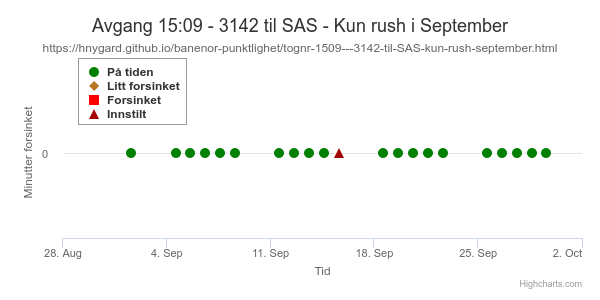 Avgang 15:09 - 3142 til SAS - Kun rush i September
https://hnygard.github.io/banenor-punktlighet/tognr-1509---3142-til-SAS-kun-rush-september.html
På tiden
Litt forsinket
Forsinket
Innstilt
Minutter forsinket
0
28. Aug 4. Sep 11. Sep 18. Sep 25. Sep 2. Oct
Tid
Highcharts.com